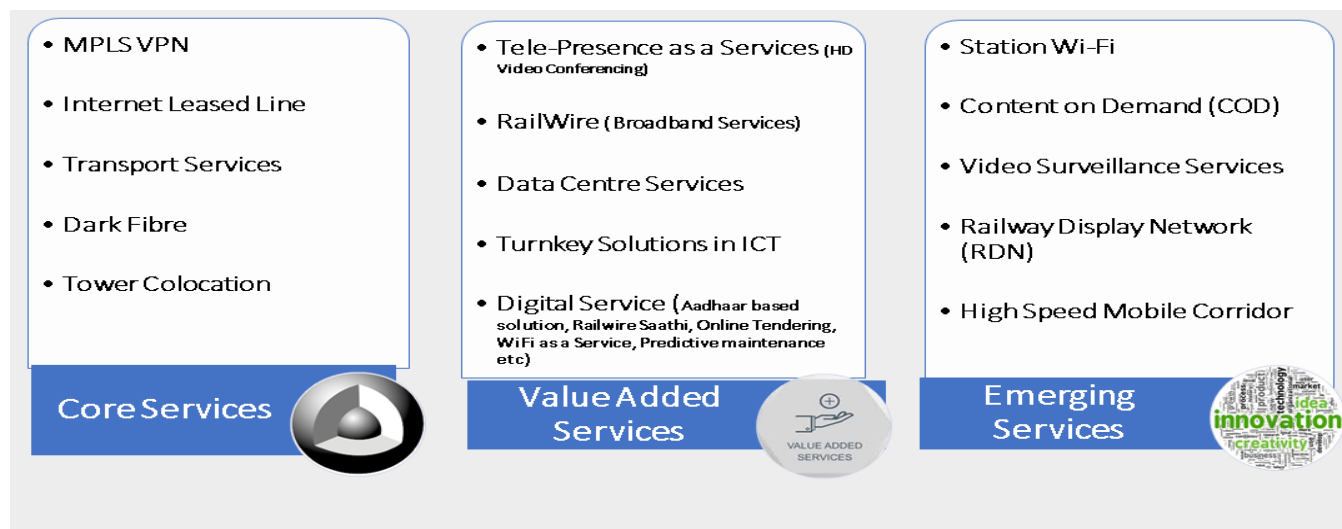 • MPLS VPN
• Internet Leased Line
• Transport Services
• Dark Fibre
• Tower Colocation
Core Services
• Tele-Presence as a Services (HD
Video Conferencing)
• RailWire (Broadband Services)
• Data Centre Services
• Turnkey Solutions in ICT
• Digital Service (Aadhaar based
solution, Railwire Saathi, Online Tendering,
WiFi as a Service, Predictive maintenance
etc)
Value Added
Services
VALUE ADDED
SERVICES
• Station Wi-Fi
• Content on Demand (COD)
• Video Surveillance Services
• Railway Display Network
(RDN)
• High Speed Mobile Corridor
Emerging
Services
process
product
technology
market
idea
innovation
creativity
business